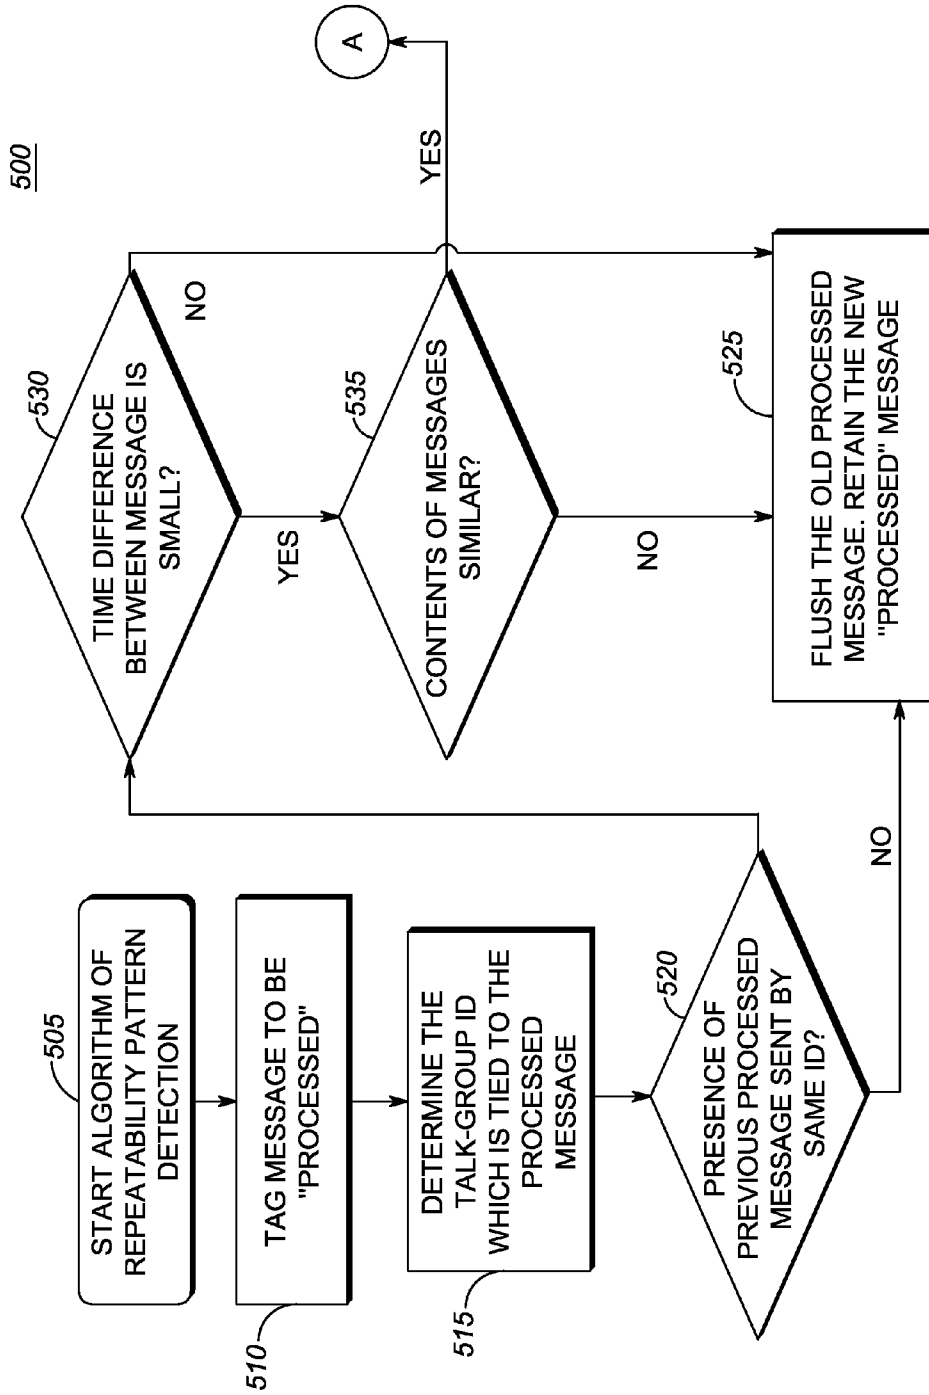 500
505
START ALGORITHM OF
REPEATABILITY PATTERN
DETECTION
510
TAG MESSAGE TO BE
"PROCESSED"
515
DETERMINE THE
TALK-GROUP ID
WHICH IS TIED TO THE
PROCESSED
MESSAGE
520
PRESENCE OF
PREVIOUS PROCESSED
MESSAGE SENT BY
SAME ID?
NO
530
TIME DIFFERENCE
BETWEEN MESSAGE IS
SMALL?
NO
YES
535
CONTENTS OF MESSAGES
SIMILAR?
YES
A
NO
525
FLUSH THE OLD PROCESSED
MESSAGE. RETAIN THE NEW
"PROCESSED" MESSAGE